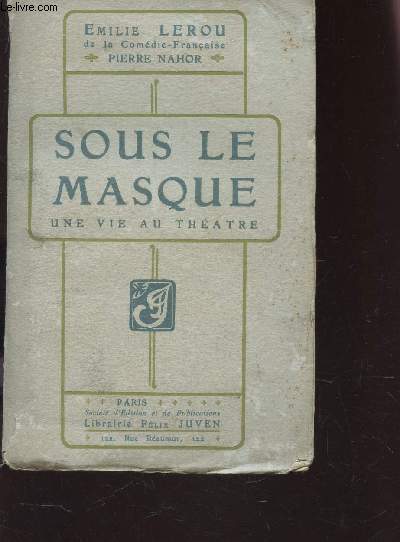 www.le-livre.com
EMILIE LEROU
de la Comédie-Française
PIERRE NAHOR
SOUS LE
MASQUE
UNE VIE AU THÉATRE
PARIS
Société d'Édition et de Publications
Librairie FÉLIX JUVEN
122, RUE RÉAUMUR, 122